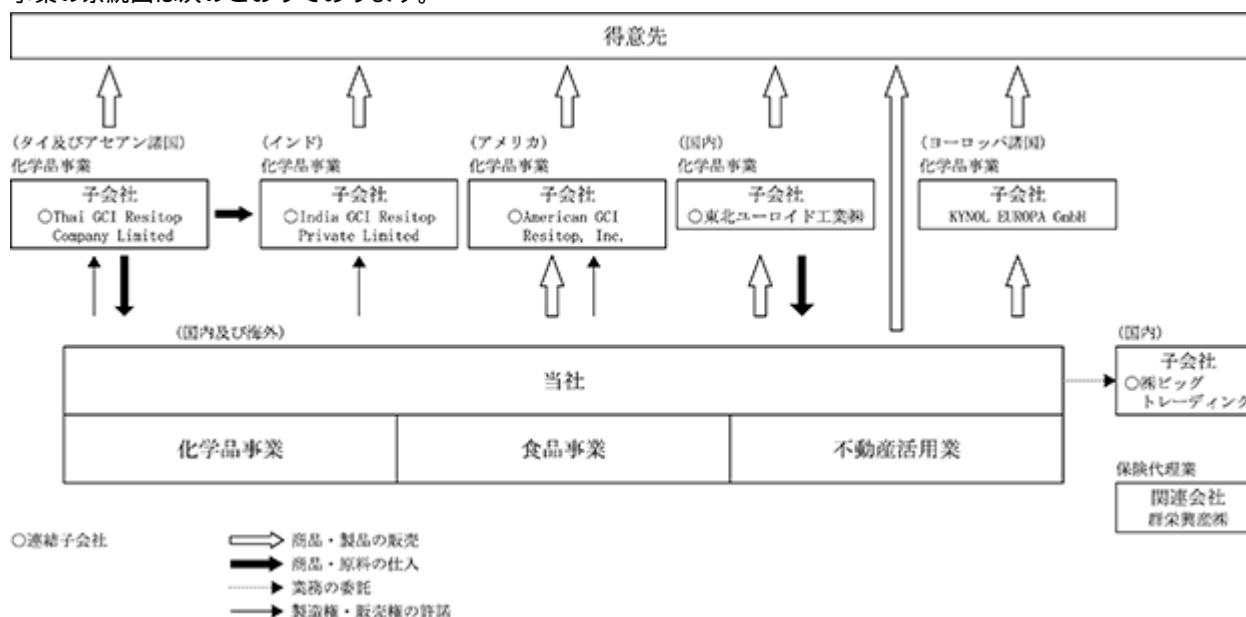 事業の系統図は次のとおりであります。
得意先
(タイ及びアセアン諸国)
化学品事業
子会社
○Thai GCI Resitop
Company Limited
(インド)
化学品事業
子会社
○India GCI Resitop
Private Limited
(アメリカ)
化学品事業
子会社
○American GCI
Resitop, Inc.
(国内)
化学品事業
子会社
○東北ユーロイド工業㈱
(ヨーロッパ諸国)
化学品事業
子会社
KYNOL EUROPA GmbH
(国内及び海外)
当社
化学品事業
食品事業
不動産活用業
(国内)
子会社
○㈱ビッグ
トレーディング
保険代理業
関連会社
群栄興産㈱
○連結子会社
商品・製品の販売
商品・原料の仕入
業務の委託
製造権・販売権の許諾